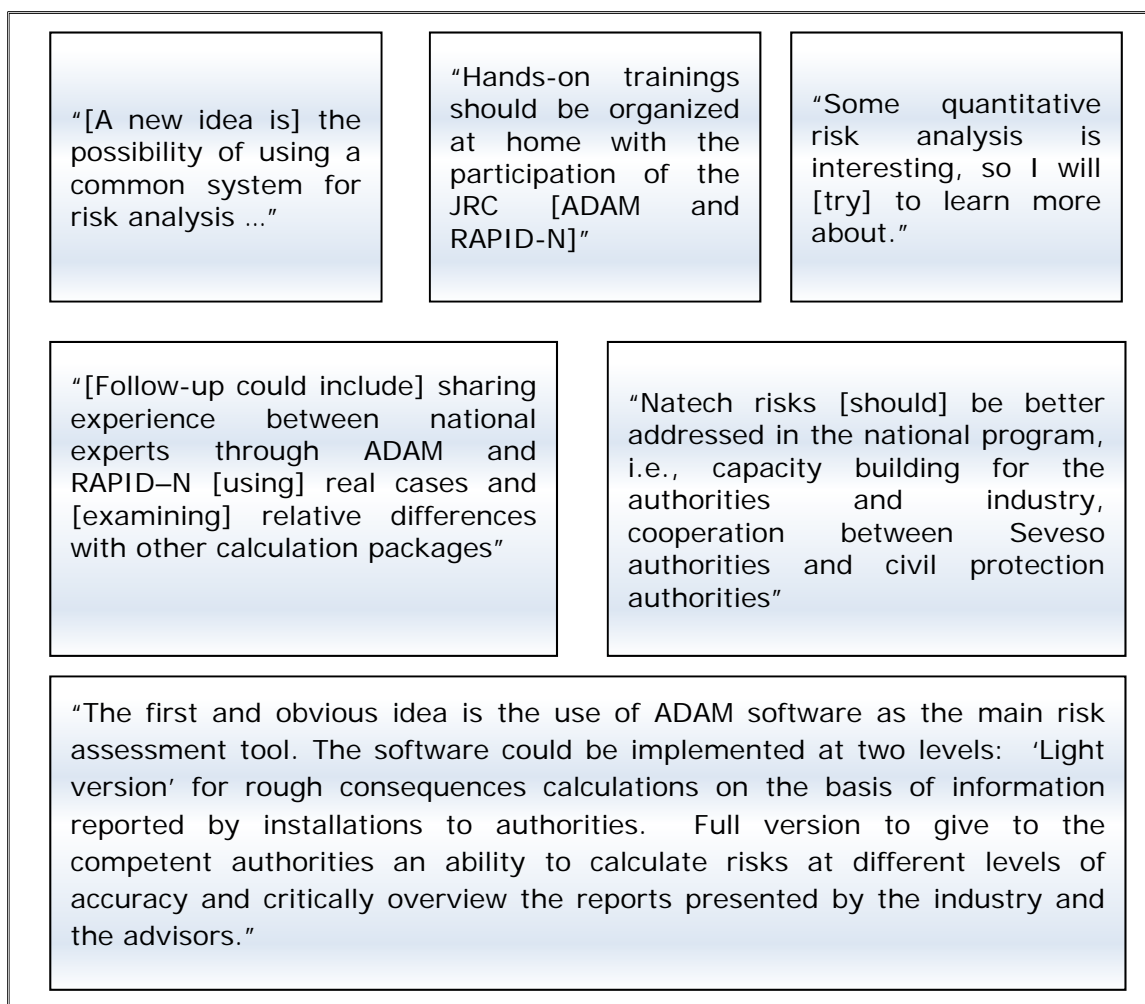 “[A new idea is] the
possibility of using a
common system for
risk analysis …”
“Hands-on trainings
should be organized
at home with the
participation of the
JRC [ADAM and
RAPID-N]”
“Some quantitative
risk analysis is
interesting, so I will
[try] to learn more
about.”
“[Follow-up could include] sharing
experience between national
experts through ADAM and
RAPID–N [using] real cases and
[examining] relative differences
with other calculation packages”
“Natech risks [should] be better
addressed in the national program,
i.e., capacity building for the
authorities and industry,
cooperation between Seveso
authorities and civil protection
authorities”
“The first and obvious idea is the use of ADAM software as the main risk
assessment tool. The software could be implemented at two levels: ‘Light
version’ for rough consequences calculations on the basis of information
reported by installations to authorities. Full version to give to the
competent authorities an ability to calculate risks at different levels of
accuracy and critically overview the reports presented by the industry and
the advisors.”